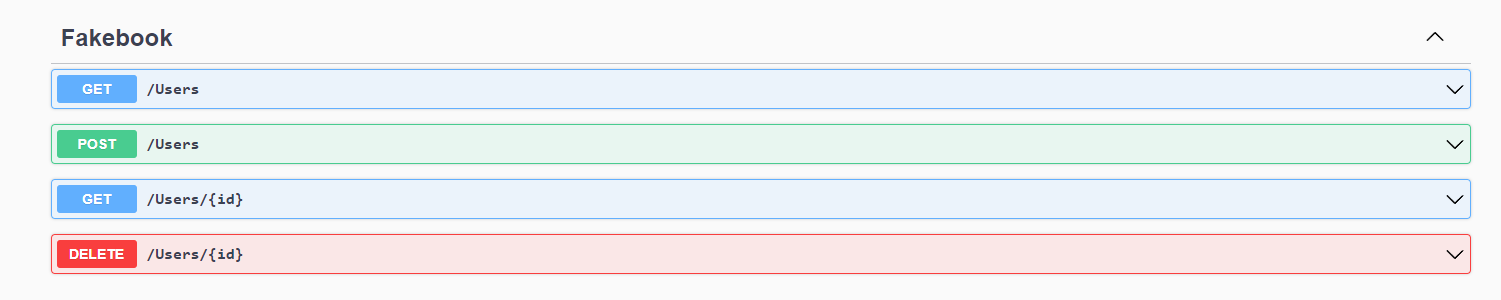 Fakebook
GET /Users
POST /Users
GET /Users/{id}
DELETE /Users/{id}